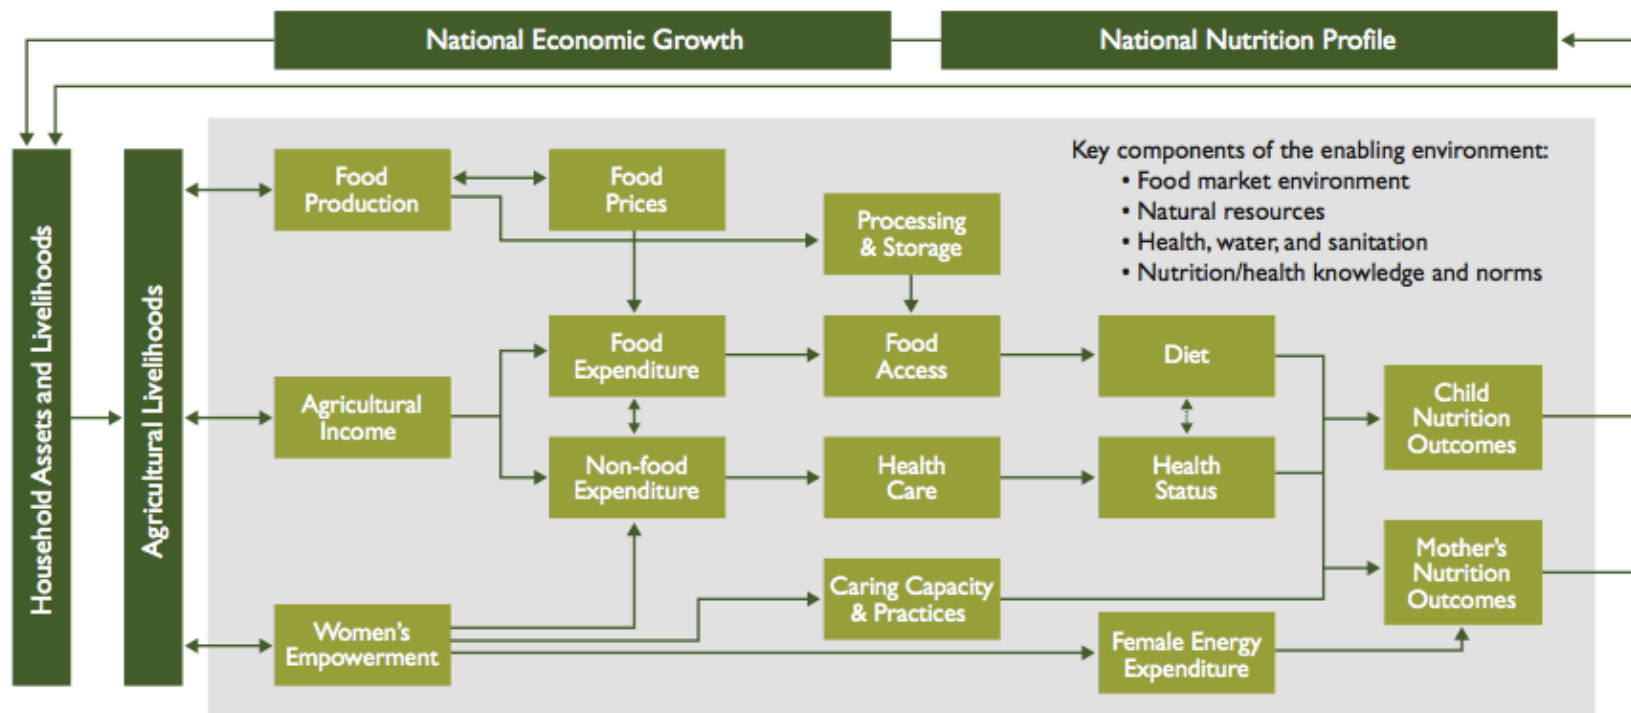 National Economic Growth
National Nutrition Profile
Household Assets and Livelihoods
Agricultural Livelihoods
Key components of the enabling environment:
• Food market environment
• Natural resources
• Health, water, and sanitation
• Nutrition/health knowledge and norms
Food
Production
Food
Prices
Processing
& Storage
Agricultural
Income
Food
Expenditure
Food
Access
Diet
Non-food
Expenditure
Health
Care
Health
Status
Child
Nutrition
Outcomes
Women's
Empowerment
Caring Capacity
& Practices
Female Energy
Expenditure
Mother's
Nutrition
Outcomes